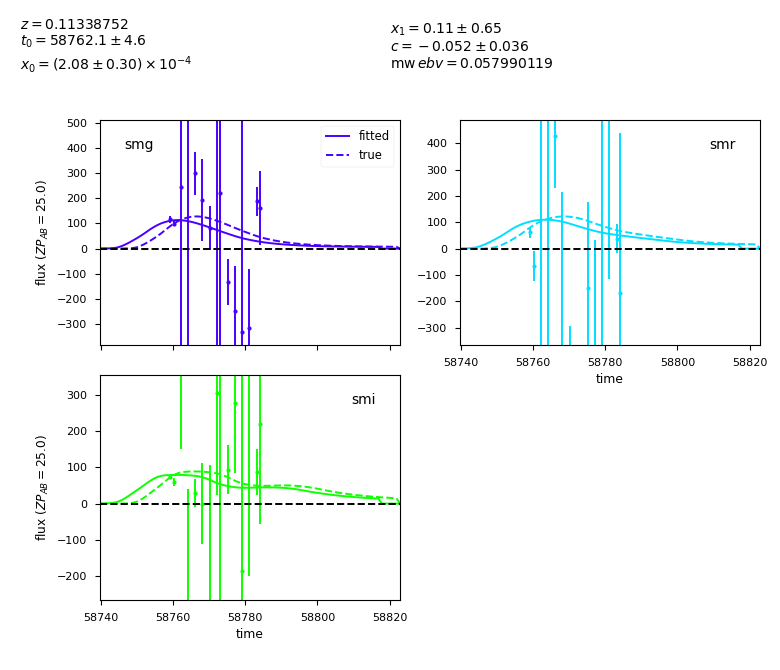 z = 0.11338752
t₀ = 58762.1 ± 4.6
x₀ = (2.08 ± 0.30) × 10⁻⁴
x₁ = 0.11 ± 0.65
c = −0.052 ± 0.036
mw ebv = 0.057990119
smg
fitted
true
500
400
300
200
100
0
−100
−200
−300
flux (ZP_AB = 25.0)
smr
400
300
200
100
0
−100
−200
−300
58740 58760 58780 58800 58820
time
smi
300
200
100
0
−100
−200
flux (ZP_AB = 25.0)
58740 58760 58780 58800 58820
time